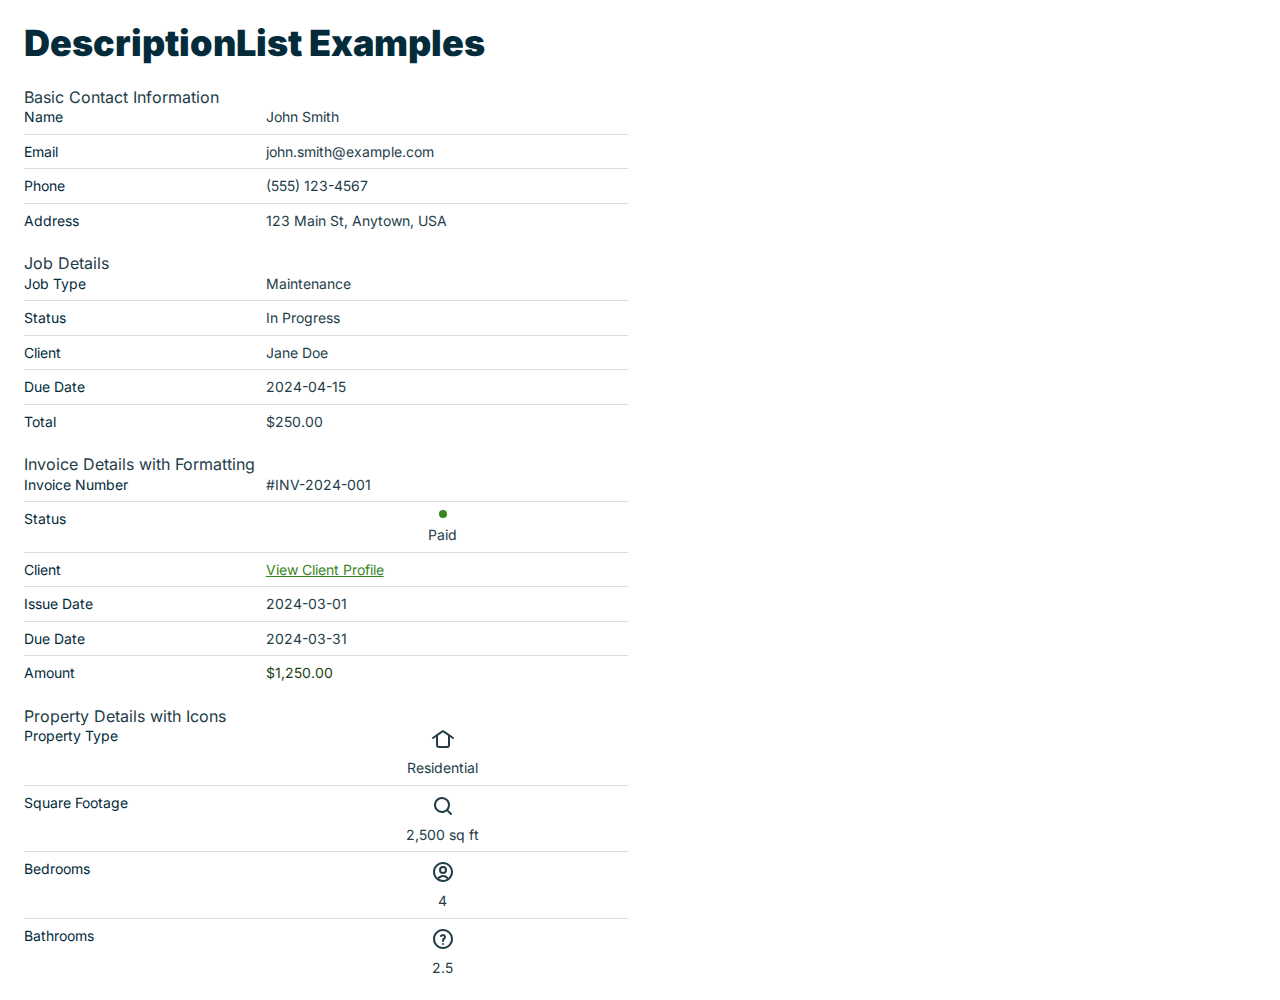 DescriptionList Examples
Basic Contact Information
Name John Smith
Email john.smith@example.com
Phone (555) 123-4567
Address 123 Main St, Anytown, USA
Job Details
Job Type Maintenance
Status In Progress
Client Jane Doe
Due Date 2024-04-15
Total $250.00
Invoice Details with Formatting
Invoice Number #INV-2024-001
Status Paid
Client View Client Profile
Issue Date 2024-03-01
Due Date 2024-03-31
Amount $1,250.00
Property Details with Icons
Property Type Residential
Square Footage 2,500 sq ft
Bedrooms 4
Bathrooms 2.5